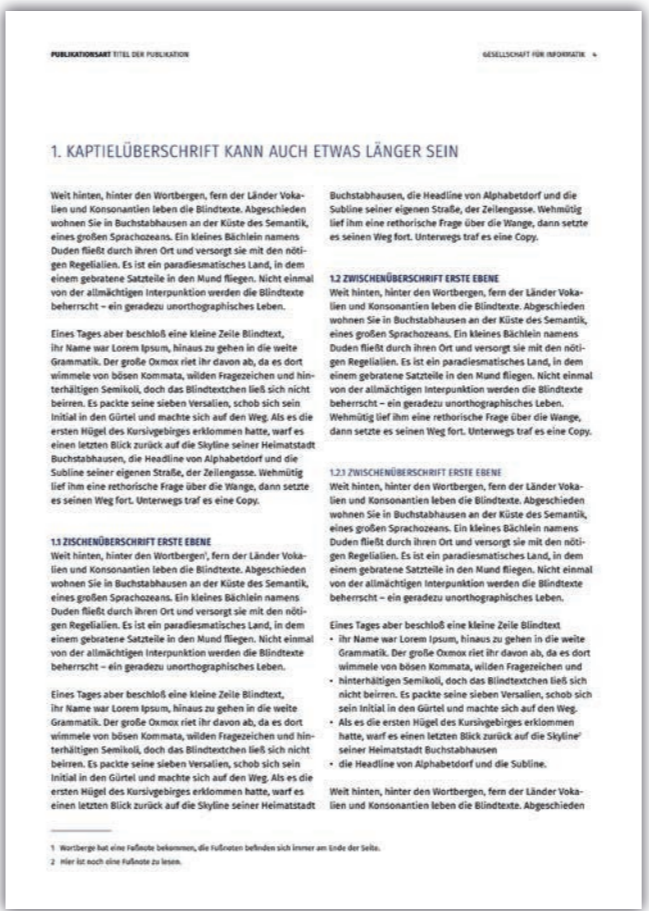 PUBLIKATIONSART TITEL DER PUBLIKATION
GESELLSCHAFT FÜR INFORMATIK 4
1. KAPTIELÜBERSCHRIFT KANN AUCH ETWAS LÄNGER SEIN
Weit hinten, hinter den Wortbergen, fern der Länder Voka-
lien und Konsonantien leben die Blindtexte. Abgeschieden
wohnen Sie in Buchstabhausen an der Küste des Semantik,
eines großen Sprachozeans. Ein kleines Bächlein namens
Duden fließt durch ihren Ort und versorgt sie mit den nöti-
gen Regelialien. Es ist ein paradiesmatisches Land, in dem
einem gebratene Satzteile in den Mund fliegen. Nicht einmal
von der allmächtigen Interpunktion werden die Blindtexte
beherrscht – ein geradezu unorthographisches Leben.
Eines Tages aber beschloß eine kleine Zeile Blindtext,
ihr Name war Lorem Ipsum, hinaus zu gehen in die weite
Grammatik. Der große Oxmox riet ihr davon ab, da es dort
wimmele von bösen Kommata, wilden Fragezeichen und hin-
terhältigen Semikoli, doch das Blindtextchen ließ sich nicht
beirren. Es packte seine sieben Versalien, schob sich sein
Initial in den Gürtel und machte sich auf den Weg. Als es die
ersten Hügel des Kursivgebirges erklommen hatte, warf es
einen letzten Blick zurück auf die Skyline seiner Heimatstadt
Buchstabhausen, die Headline von Alphabetdorf und die
Subline seiner eigenen Straße, der Zeilengasse. Wehmütig
lief ihm eine rethorische Frage über die Wange, dann setzte
es seinen Weg fort. Unterwegs traf es eine Copy.
1.1 ZISCHENÜBERSCHRIFT ERSTE EBENE
Weit hinten, hinter den Wortbergen¹, fern der Länder Voka-
lien und Konsonantien leben die Blindtexte. Abgeschieden
wohnen Sie in Buchstabhausen an der Küste des Semantik,
eines großen Sprachozeans. Ein kleines Bächlein namens
Duden fließt durch ihren Ort und versorgt sie mit den nöti-
gen Regelialien. Es ist ein paradiesmatisches Land, in dem
einem gebratene Satzteile in den Mund fliegen. Nicht einmal
von der allmächtigen Interpunktion werden die Blindtexte
beherrscht – ein geradezu unorthographisches Leben.
Eines Tages aber beschloß eine kleine Zeile Blindtext,
ihr Name war Lorem Ipsum, hinaus zu gehen in die weite
Grammatik. Der große Oxmox riet ihr davon ab, da es dort
wimmele von bösen Kommata, wilden Fragezeichen und hin-
terhältigen Semikoli, doch das Blindtextchen ließ sich nicht
beirren. Es packte seine sieben Versalien, schob sich sein
Initial in den Gürtel und machte sich auf den Weg. Als es die
ersten Hügel des Kursivgebirges erklommen hatte, warf es
einen letzten Blick zurück auf die Skyline seiner Heimatstadt
Buchstabhausen, die Headline von Alphabetdorf und die
Subline seiner eigenen Straße, der Zeilengasse. Wehmütig
lief ihm eine rethorische Frage über die Wange, dann setzte
es seinen Weg fort. Unterwegs traf es eine Copy.
1.2 ZWISCHENÜBERSCHRIFT ERSTE EBENE
Weit hinten, hinter den Wortbergen, fern der Länder Voka-
lien und Konsonantien leben die Blindtexte. Abgeschieden
wohnen Sie in Buchstabhausen an der Küste des Semantik,
eines großen Sprachozeans. Ein kleines Bächlein namens
Duden fließt durch ihren Ort und versorgt sie mit den nöti-
gen Regelialien. Es ist ein paradiesmatisches Land, in dem
einem gebratene Satzteile in den Mund fliegen. Nicht einmal
von der allmächtigen Interpunktion werden die Blindtexte
beherrscht – ein geradezu unorthographisches Leben.
Wehmütig lief ihm eine rethorische Frage über die Wange,
dann setzte es seinen Weg fort. Unterwegs traf es eine Copy.
1.2.1 ZWISCHENÜBERSCHRIFT ERSTE EBENE
Weit hinten, hinter den Wortbergen, fern der Länder Voka-
lien und Konsonantien leben die Blindtexte. Abgeschieden
wohnen Sie in Buchstabhausen an der Küste des Semantik,
eines großen Sprachozeans. Ein kleines Bächlein namens
Duden fließt durch ihren Ort und versorgt sie mit den nöti-
gen Regelialien. Es ist ein paradiesmatisches Land, in dem
einem gebratene Satzteile in den Mund fliegen. Nicht einmal
von der allmächtigen Interpunktion werden die Blindtexte
beherrscht – ein geradezu unorthographisches Leben.
Eines Tages aber beschloß eine kleine Zeile Blindtext
• ihr Name war Lorem Ipsum, hinaus zu gehen in die weite
Grammatik. Der große Oxmox riet ihr davon ab, da es dort
wimmele von bösen Kommata, wilden Fragezeichen und
• hinterhältigen Semikoli, doch das Blindtextchen ließ sich
nicht beirren. Es packte seine sieben Versalien, schob sich
sein Initial in den Gürtel und machte sich auf den Weg.
• Als es die ersten Hügel des Kursivgebirges erklommen
hatte, warf es einen letzten Blick zurück auf die Skyline²
seiner Heimatstadt Buchstabhausen
• die Headline von Alphabetdorf und die Subline.
Weit hinten, hinter den Wortbergen, fern der Länder Voka-
lien und Konsonantien leben die Blindtexte. Abgeschieden
1 Wortberge hat eine Fußnote bekommen, die Fußnoten befinden sich immer am Ende der Seite.
2 Hier ist noch eine Fußnote zu lesen.